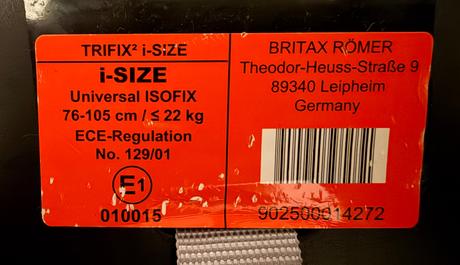 TRIFIX² i-SIZE
i-SIZE
Universal ISOFIX
76-105 cm / ≤ 22 kg
ECE-Regulation
No. 129/01
E1
010015
BRITAX RÖMER
Theodor-Heuss-Straße 9
89340 Leipheim
Germany
902500014272